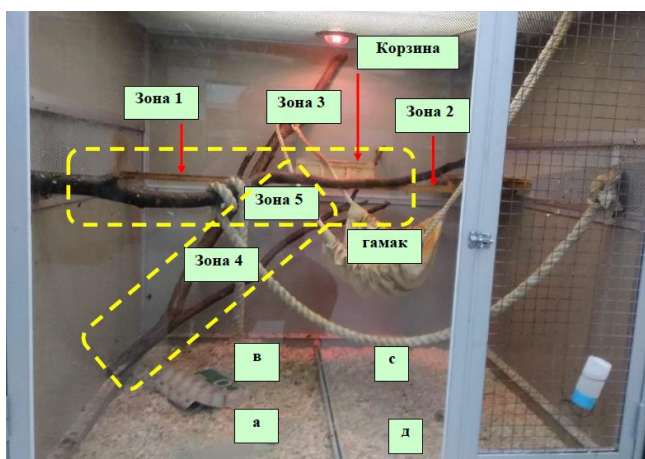 Корзина
Зона 1
Зона 3
Зона 2
Зона 5
гамак
Зона 4
в
с
а
д